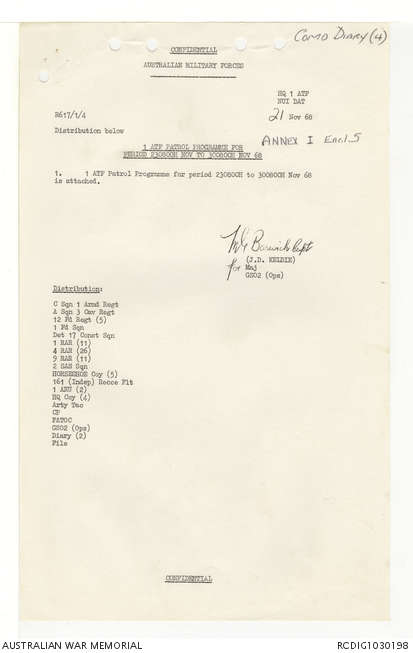 COMD DIARY (4)
CONFIDENTIAL
AUSTRALIAN MILITARY FORCES
HQ 1 ATF
NUI DAT
R617/1/4
21 Nov 68
Distribution below
ANNEX I Encl 5
1 ATF PATROL PROGRAMME FOR
PERIOD 230800H NOV TO 300800H NOV 68
1. 1 ATF Patrol Programme for period 230800H to 300800H Nov 68
is attached.
Barwick Capt
(J.D. KELDIE)
for Maj
GSO2 (Ops)
Distribution:
C Sqn 1 Armd Regt
A Sqn 3 Cav Regt
12 Fd Regt (5)
1 Fd Sqn
Det 17 Const Sqn
1 RAR (11)
4 RAR (26)
9 RAR (11)
2 SAS Sqn
HORSESHOE Coy (5)
161 (Indep) Recce Flt
1 ARU (2)
HQ Coy (4)
Arty Tac
CP
FATOC
GSO2 (Ops)
Diary (2)
File
CONFIDENTIAL
AUSTRALIAN WAR MEMORIAL
RCDIG1030198